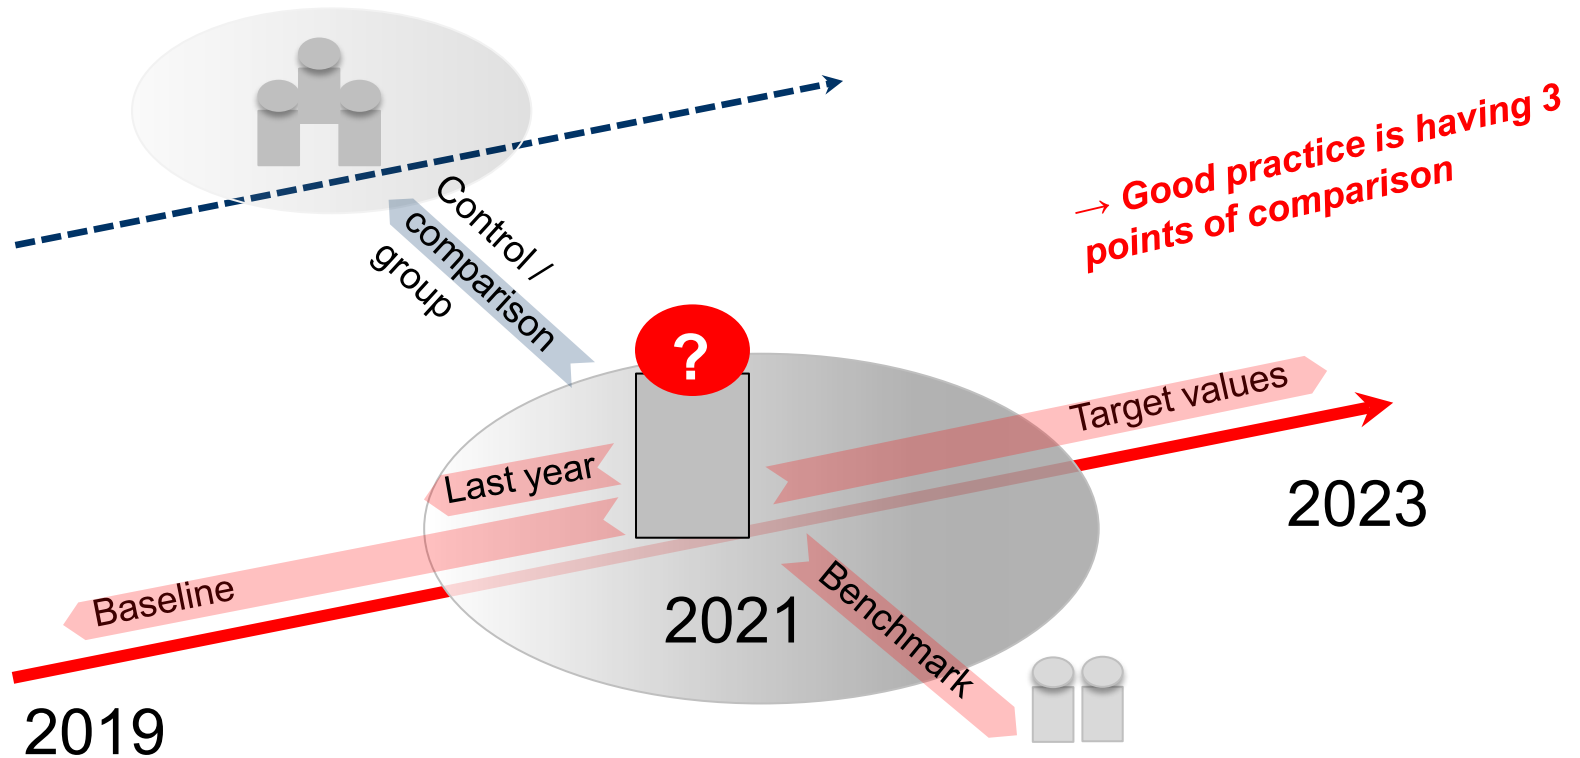 → Good practice is having 3
points of comparison
Control /
comparison
group
?
Target values
Last year
Baseline
Benchmark
2023
2021
2019